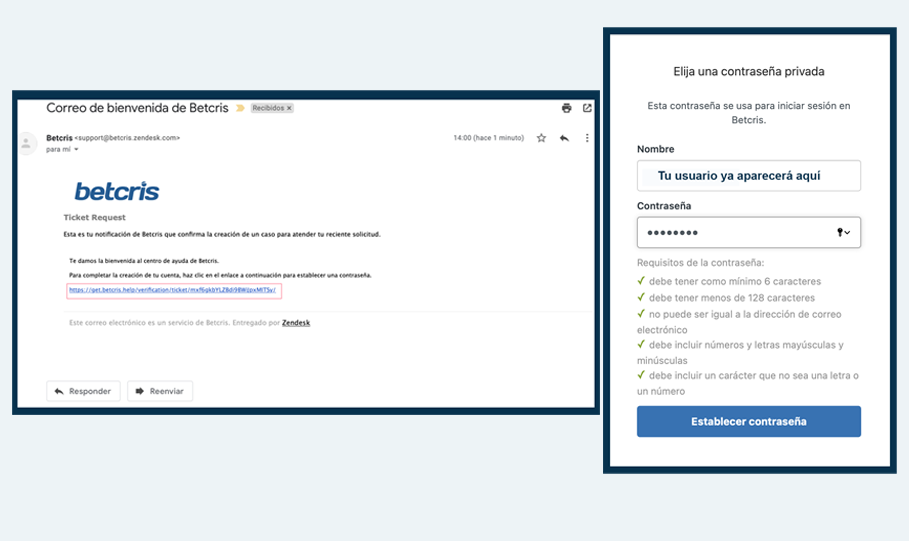 Correo de bienvenida de Betcris
Recibidos ×
Betcris <support@betcris.zendesk.com>
14:00 (hace 1 minuto)
para mí
betcris
Ticket Request
Esta es tu notificación de Betcris que confirma la creación de un caso para atender tu reciente solicitud.
Te damos la bienvenida al centro de ayuda de Betcris.
Para completar la creación de tu cuenta, haz clic en el enlace a continuación para establecer una contraseña.
Este correo electrónico es un servicio de Betcris. Entregado por Zendesk
Responder
Reenviar
Elija una contraseña privada
Esta contraseña se usa para iniciar sesión en
Betcris.
Nombre
Tu usuario ya aparecerá aquí
Contraseña
Requisitos de la contraseña:
✓ debe tener como mínimo 6 caracteres
✓ debe tener menos de 128 caracteres
✓ no puede ser igual a la dirección de correo
electrónico
✓ debe incluir números y letras mayúsculas y
minúsculas
✓ debe incluir un carácter que no sea una letra o
un número
Establecer contraseña